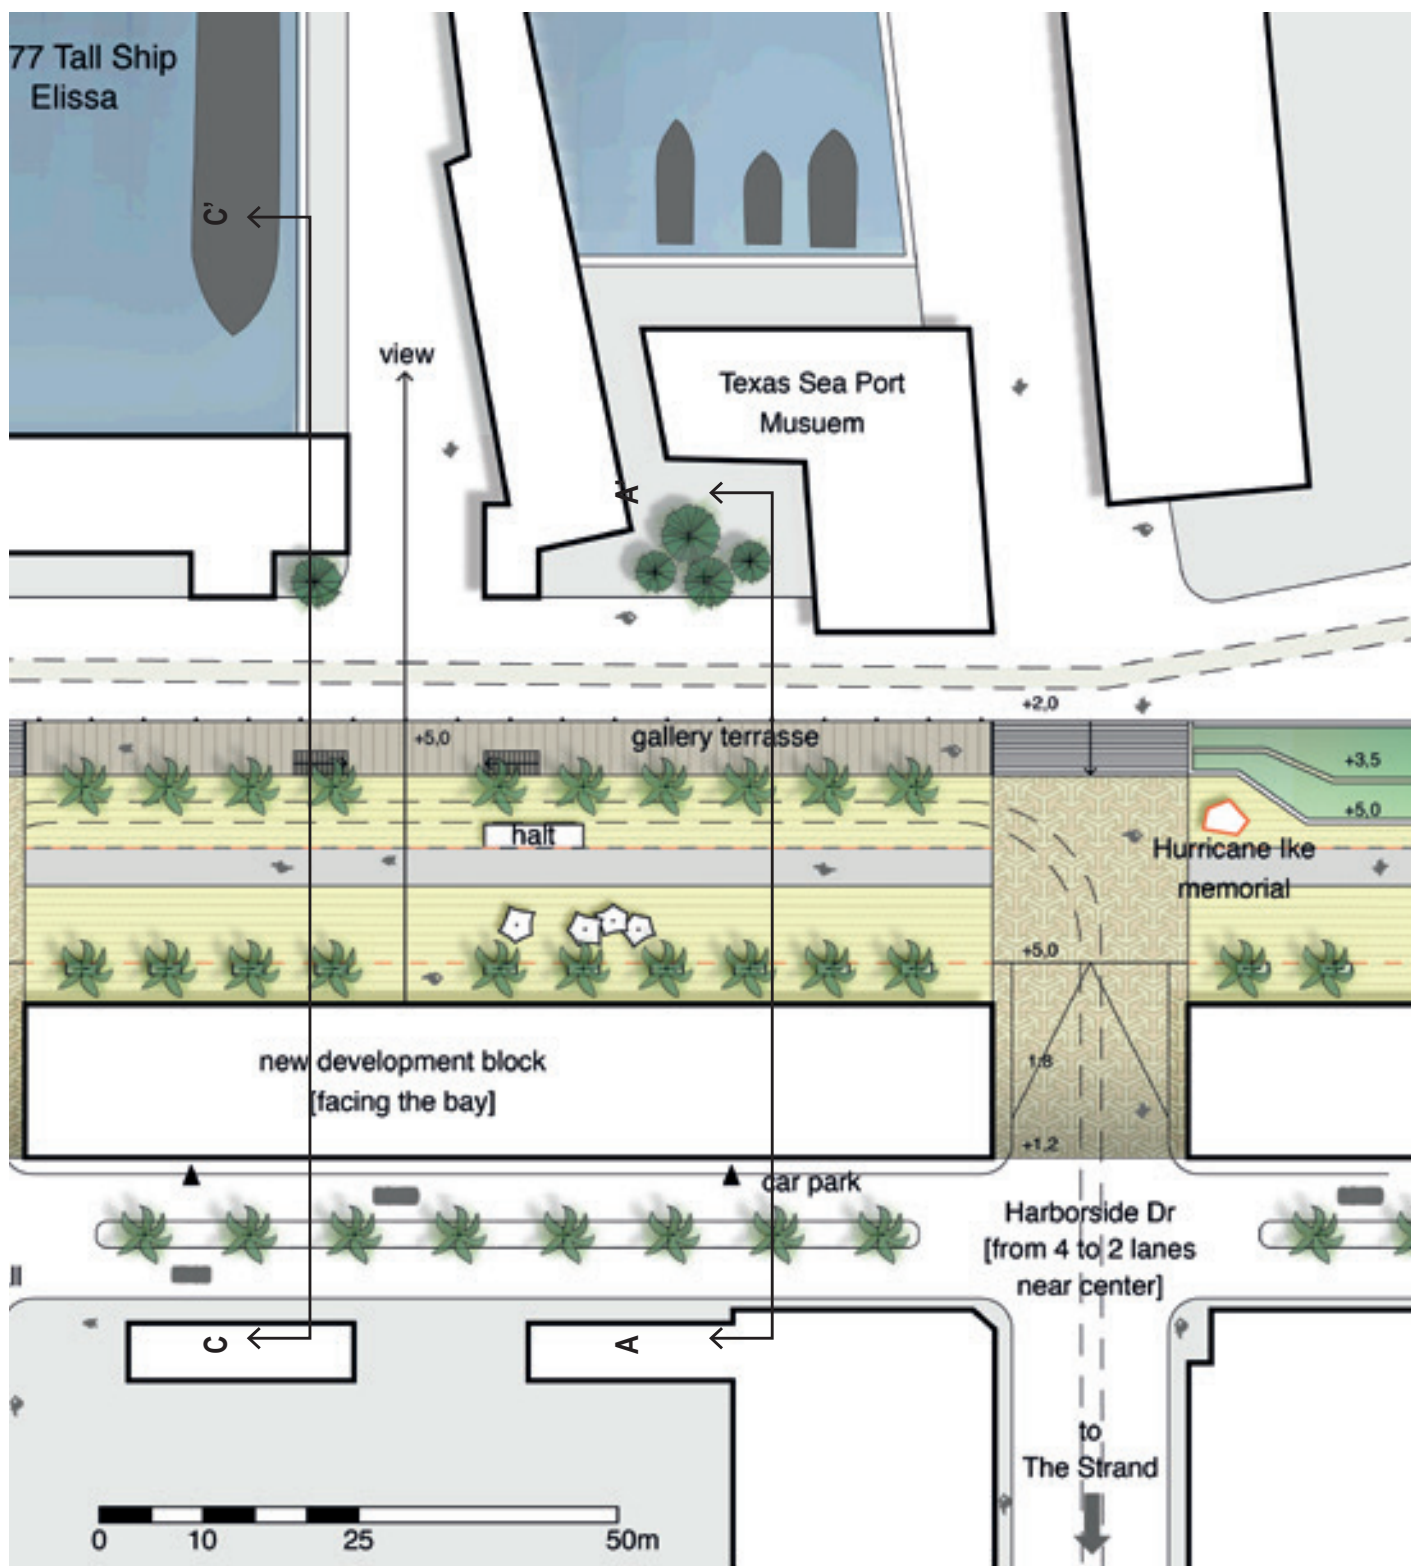 77 Tall Ship
Elissa
C'
view
Texas Sea Port
Musuem
A'
+2,0
+5,0
gallery terrasse
+3,5
+5,0
halt
Hurricane Ike
memorial
+5,0
new development block
[facing the bay]
1:8
+1,2
car park
Harborside Dr
[from 4 to 2 lanes
near center]
ll
C
A
to
The Strand
0 10 25 50m